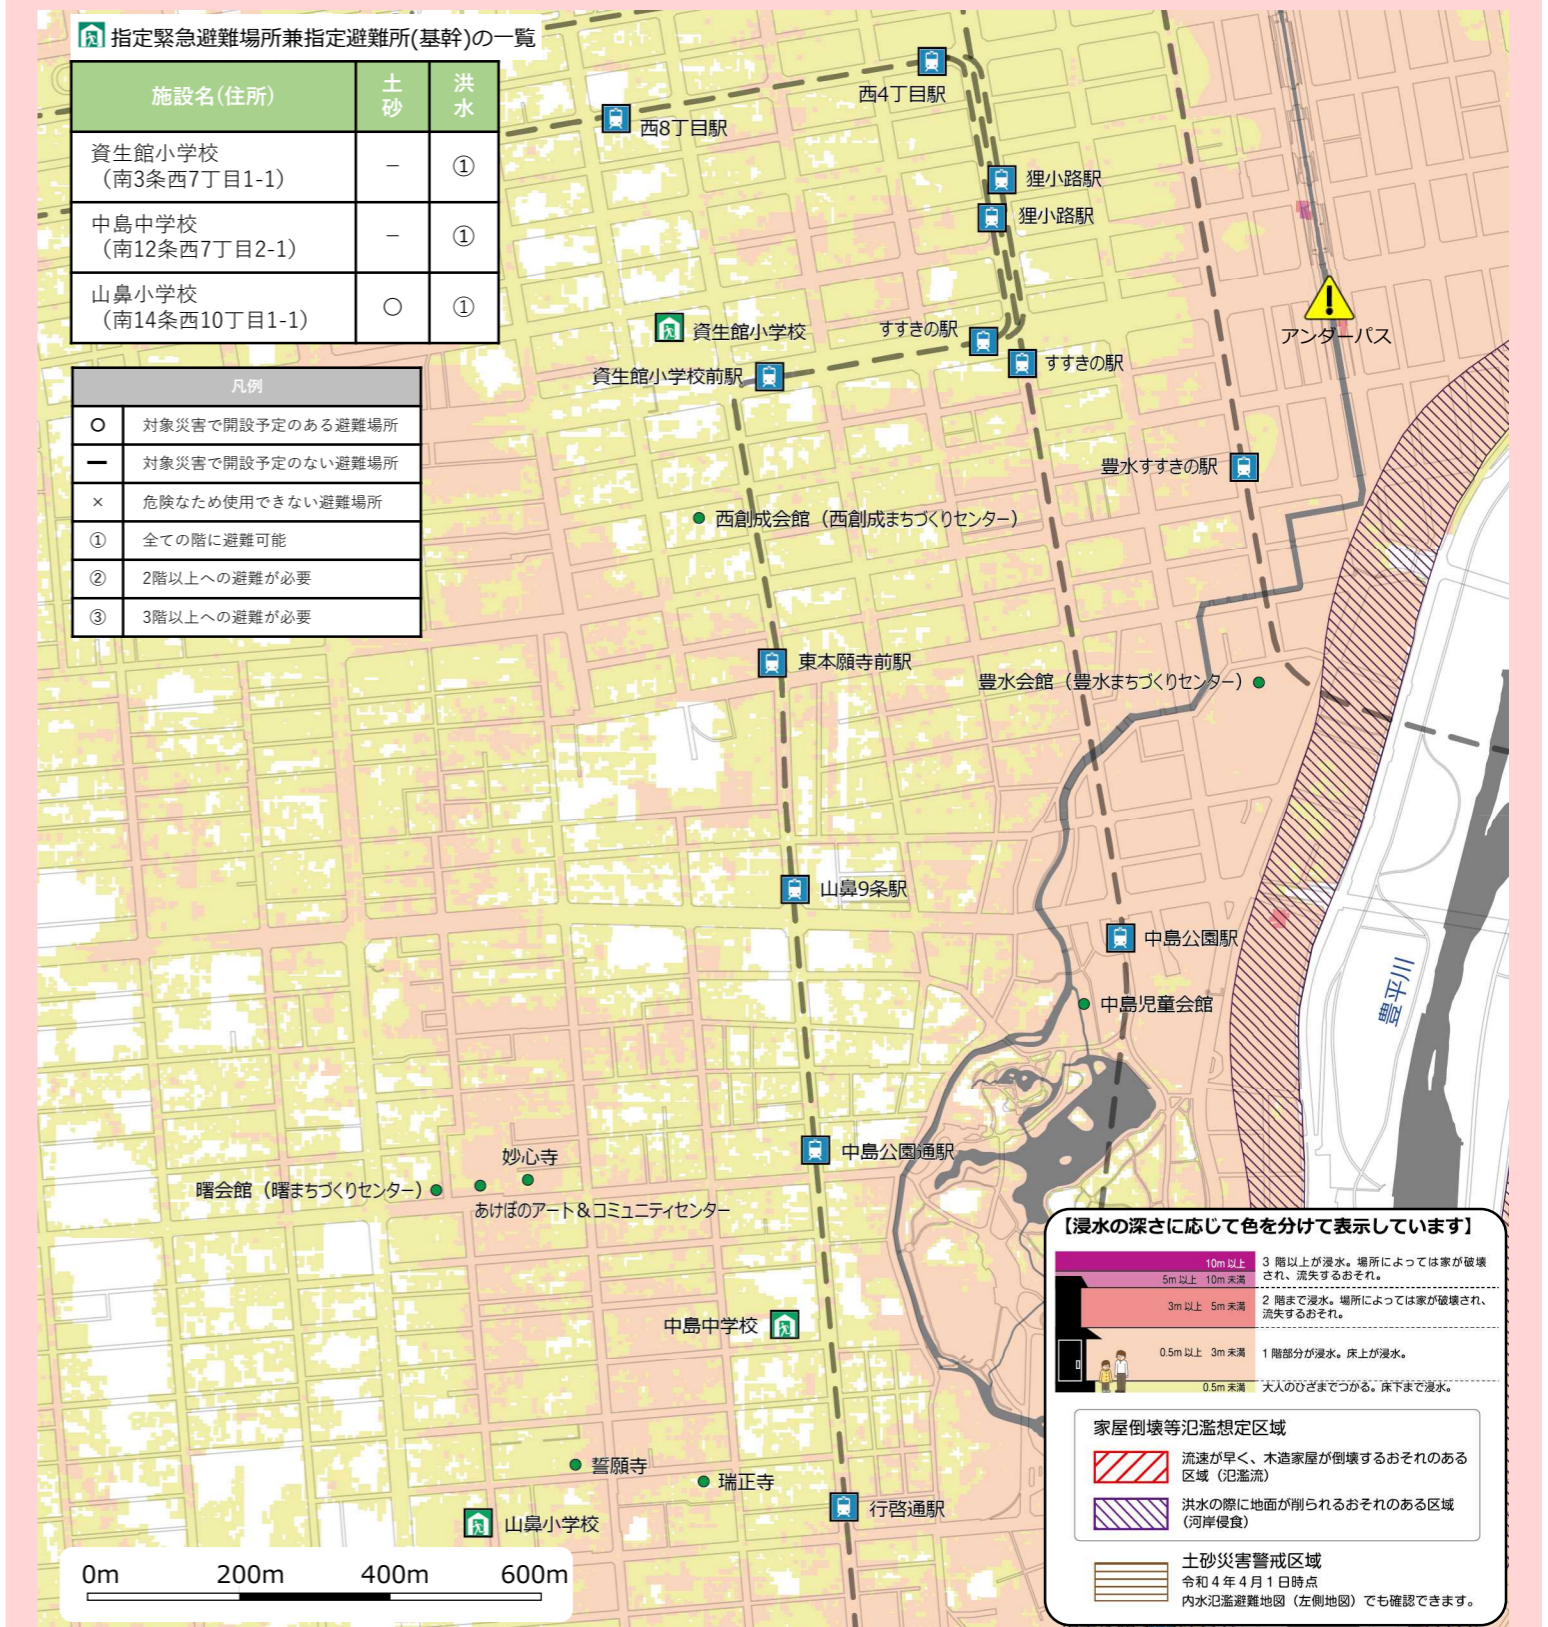 指定緊急避難場所兼指定避難所(基幹)の一覧
施設名(住所)
土砂
洪水
資生館小学校
（南3条西7丁目1-1）
－
①
中島中学校
（南12条西7丁目2-1）
－
①
山鼻小学校
（南14条西10丁目1-1）
○
①
凡例
○ 対象災害で開設予定のある避難場所
ー 対象災害で開設予定のない避難場所
× 危険なため使用できない避難場所
① 全ての階に避難可能
② 2階以上への避難が必要
③ 3階以上への避難が必要
西4丁目駅
西8丁目駅
狸小路駅
狸小路駅
資生館小学校
すすきの駅
アンダーパス
資生館小学校前駅
すすきの駅
豊水すすきの駅
西創成会館（西創成まちづくりセンター）
東本願寺前駅
豊水会館（豊水まちづくりセンター）
山鼻9条駅
中島公園駅
豊平川
中島児童会館
中島公園通駅
妙心寺
曙会館（曙まちづくりセンター）
あけぼのアート＆コミュニティセンター
中島中学校
誓願寺
瑞正寺
行啓通駅
山鼻小学校
0m 200m 400m 600m
【浸水の深さに応じて色を分けて表示しています】
10m以上
5m以上 10m未満
3階以上が浸水。場所によっては家が破壊
され、流失するおそれ。
3m以上 5m未満
2階まで浸水。場所によっては家が破壊され、
流失するおそれ。
0.5m以上 3m未満
1階部分が浸水。床上が浸水。
0.5m未満
大人のひざまでつかる。床下まで浸水。
家屋倒壊等氾濫想定区域
流速が早く、木造家屋が倒壊するおそれのある
区域（氾濫流）
洪水の際に地面が削られるおそれのある区域
（河岸侵食）
土砂災害警戒区域
令和4年4月1日時点
内水氾濫避難地図（左側地図）でも確認できます。